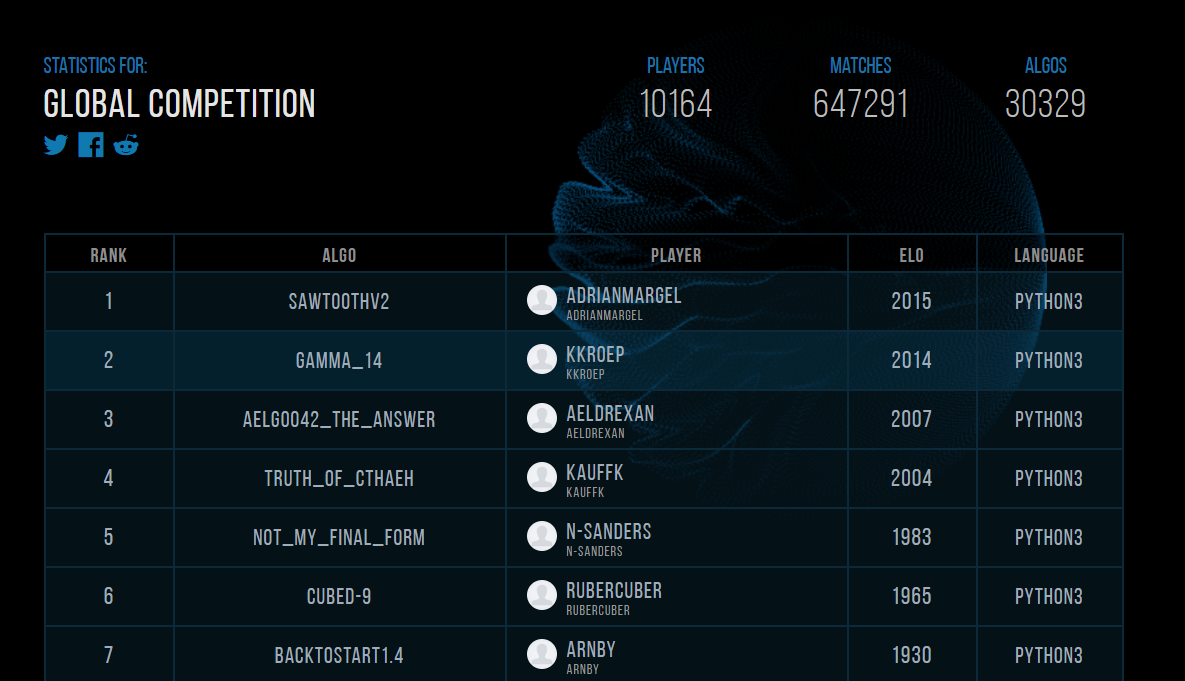 STATISTICS FOR:
GLOBAL COMPETITION
PLAYERS MATCHES ALGOS
10164 647291 30329
RANK ALGO PLAYER ELO LANGUAGE
1 SAWTOOTHV2 ADRIANMARGEL 2015 PYTHON3
ADRIANMARGEL
2 GAMMA_14 KKROEP 2014 PYTHON3
KKROEP
3 AELGOO42_THE_ANSWER AELDREXAN 2007 PYTHON3
AELDREXAN
4 TRUTH_OF_CTHAEH KAUFFK 2004 PYTHON3
KAUFFK
5 NOT_MY_FINAL_FORM N-SANDERS 1983 PYTHON3
N-SANDERS
6 CUBED-9 RUBERCUBER 1965 PYTHON3
RUBERCUBER
7 BACKTOSTART1.4 ARNBY 1930 PYTHON3
ARNBY